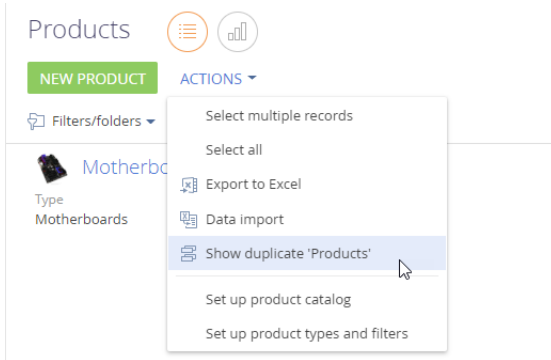 Products
NEW PRODUCT ACTIONS
Filters/folders
Select multiple records
Select all
Motherbo
Type
Motherboards
Export to Excel
Data import
Show duplicate 'Products'
Set up product catalog
Set up product types and filters